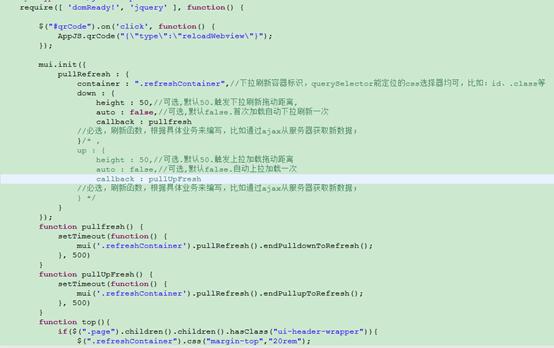 require([ 'domReady!', 'jquery' ], function() {
$("#qrCode").on('click', function() {
AppJS.qrCode("{\"type\":\"reloadWebview\"}");
});
mui.init({
pullRefresh : {
container : ".refreshContainer",//下拉刷新容器标识，querySelector能定位的css选择器均可，比如：id、.class等
down : {
height : 50,//可选,默认50.触发下拉刷新拖动距离,
auto : false,//可选,默认false.首次加载自动下拉刷新一次
callback : pullfresh
//必选，刷新函数，根据具体业务来编写，比如通过ajax从服务器获取新数据；
}/* ,
up : {
height : 50,//可选.默认50.触发上拉加载拖动距离
auto : false,//可选,默认false.自动上拉加载一次
callback : pullUpFresh
//必选，刷新函数，根据具体业务来编写，比如通过ajax从服务器获取新数据；
} */
}
});
function pullfresh() {
setTimeout(function() {
mui('.refreshContainer').pullRefresh().endPulldownToRefresh();
}, 500)
}
function pullUpFresh() {
setTimeout(function() {
mui('.refreshContainer').pullRefresh().endPullupToRefresh();
}, 500)
}
function top(){
if($(".page").children().children().hasClass("ui-header-wrapper")){
$(".refreshContainer").css("margin-top","20rem");